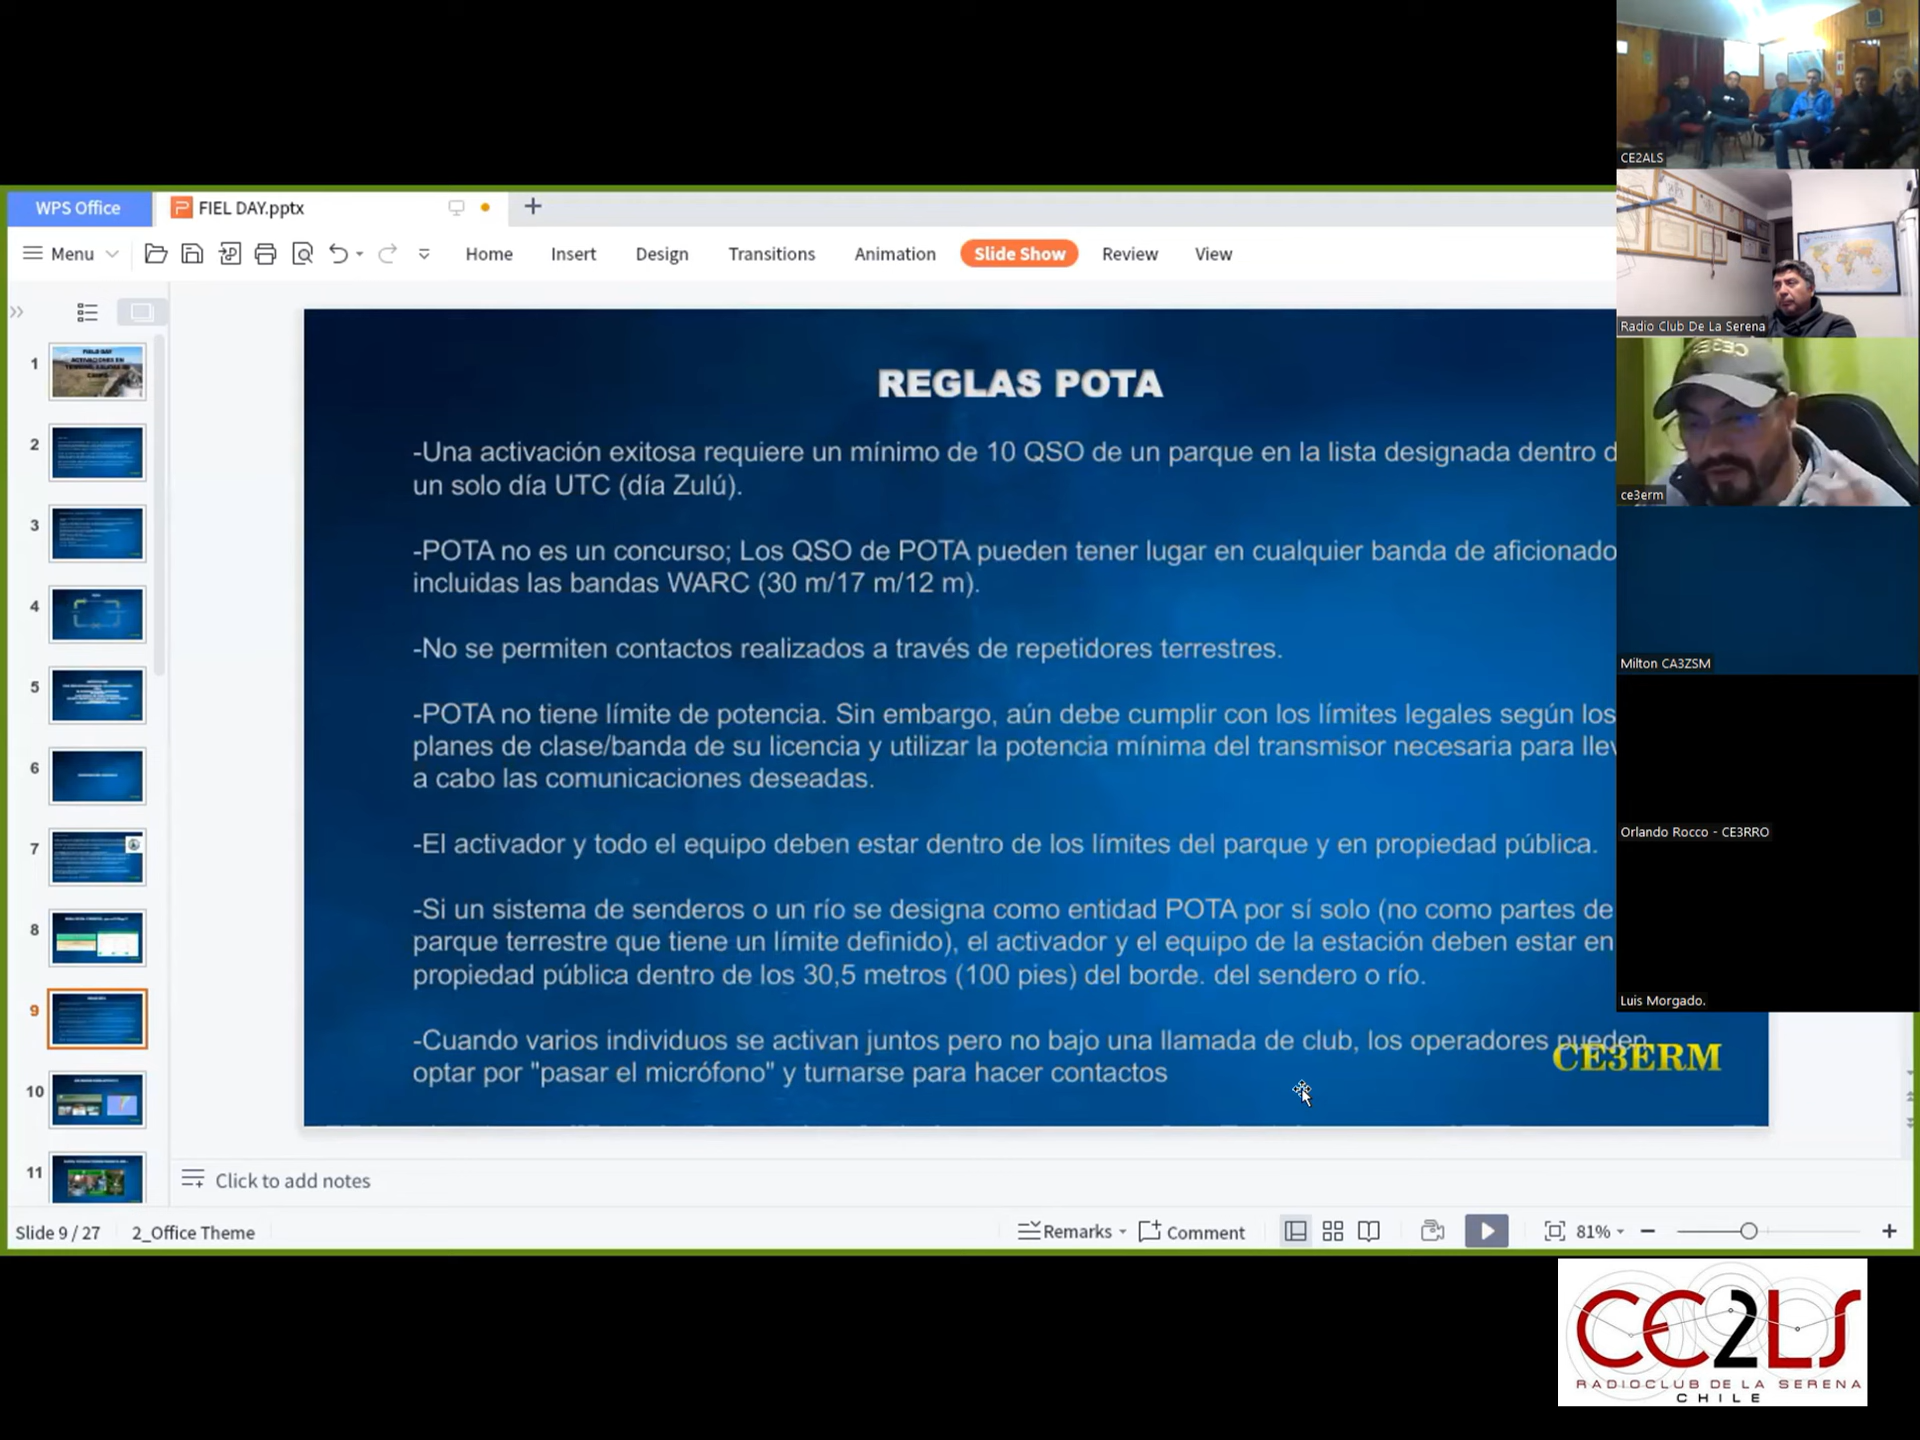 CE2ALS
Radio Club De La Serena
ce3erm
Milton CA3ZSM
Orlando Rocco - CE3RRO
Luis Morgado.
WPS Office
FIEL DAY.pptx
Menu
Home
Insert
Design
Transitions
Animation
Slide Show
Review
View
1
2
3
4
5
6
7
8
9
10
11
REGLAS POTA
-Una activación exitosa requiere un mínimo de 10 QSO de un parque en la lista designada dentro d
un solo día UTC (día Zulú).
-POTA no es un concurso; Los QSO de POTA pueden tener lugar en cualquier banda de aficionado
incluidas las bandas WARC (30 m/17 m/12 m).
-No se permiten contactos realizados a través de repetidores terrestres.
-POTA no tiene límite de potencia. Sin embargo, aún debe cumplir con los límites legales según los
planes de clase/banda de su licencia y utilizar la potencia mínima del transmisor necesaria para llev
a cabo las comunicaciones deseadas.
-El activador y todo el equipo deben estar dentro de los límites del parque y en propiedad pública.
-Si un sistema de senderos o un río se designa como entidad POTA por sí solo (no como partes de
parque terrestre que tiene un límite definido), el activador y el equipo de la estación deben estar en
propiedad pública dentro de los 30,5 metros (100 pies) del borde. del sendero o río.
-Cuando varios individuos se activan juntos pero no bajo una llamada de club, los operadores pueden
optar por "pasar el micrófono" y turnarse para hacer contactos
CE3ERM
Click to add notes
Slide 9 / 27
2_Office Theme
Remarks
Comment
81%
CE2LS
RADIOCLUB DE LA SERENA
CHILE